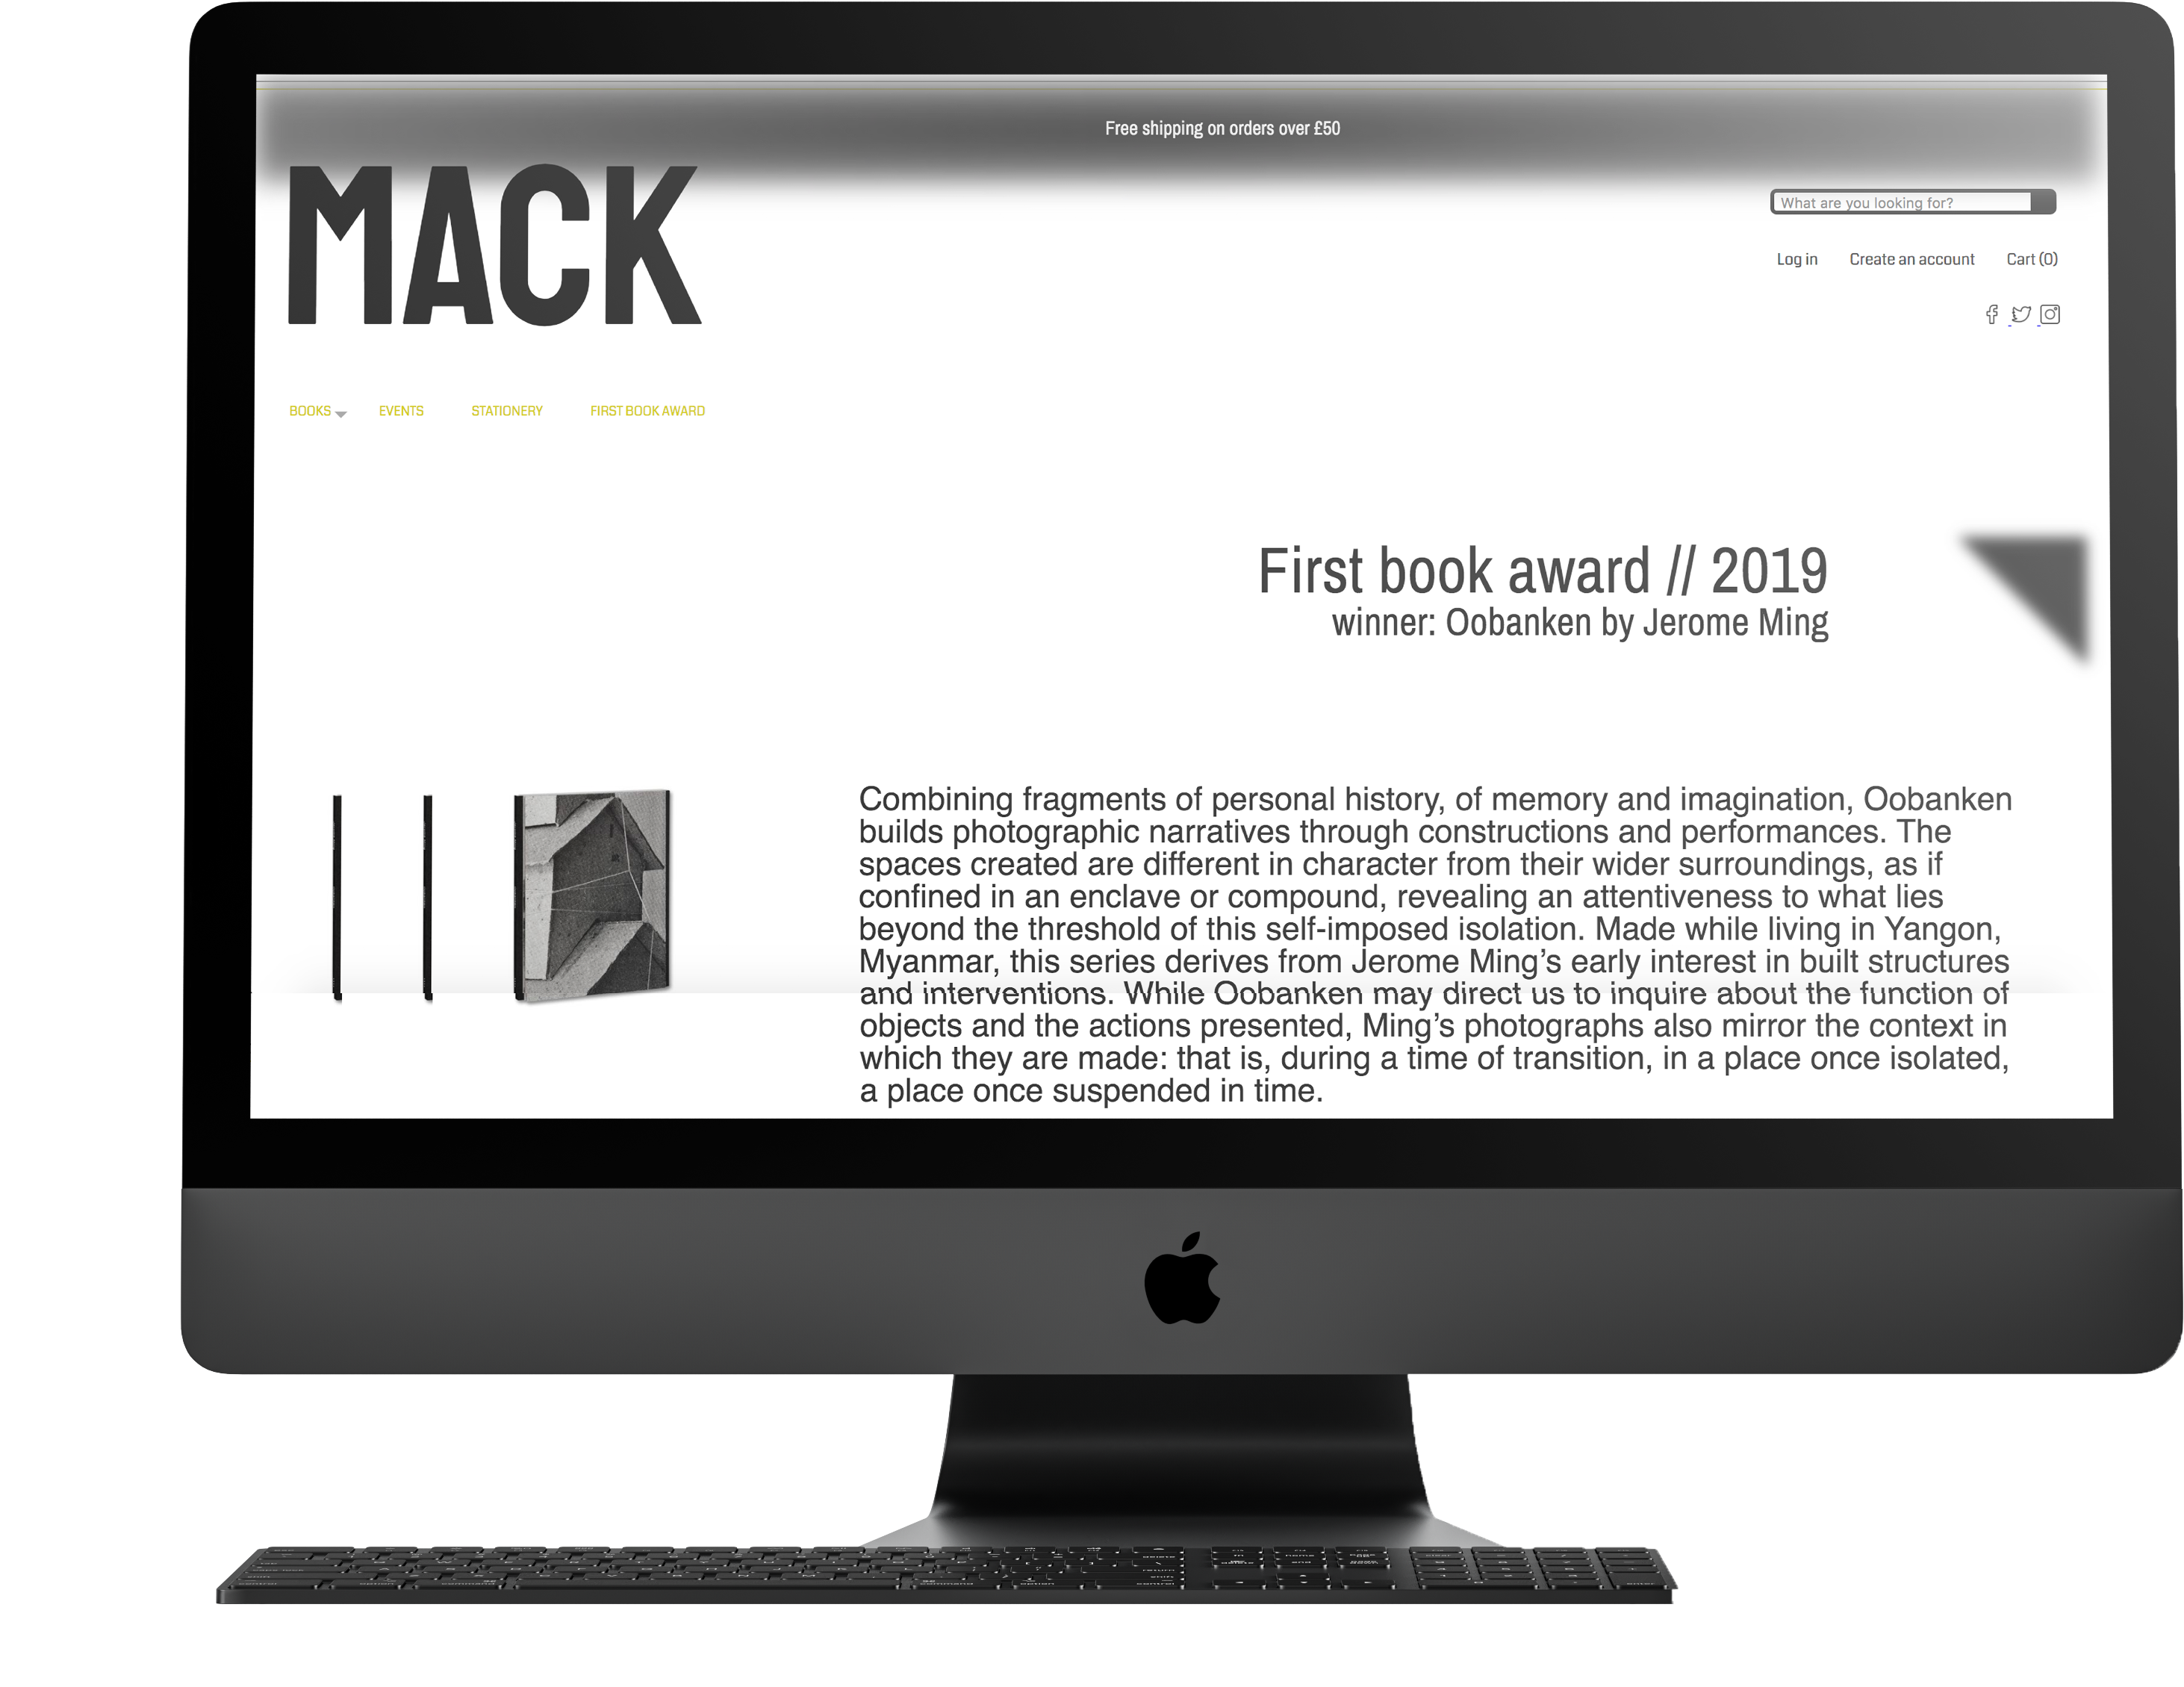 Free shipping on orders over £50
MACK
What are you looking for?
Log in Create an account Cart (0)
BOOKS EVENTS STATIONERY FIRST BOOK AWARD
First book award // 2019
winner: Oobanken by Jerome Ming
Combining fragments of personal history, of memory and imagination, Oobanken
builds photographic narratives through constructions and performances. The
spaces created are different in character from their wider surroundings, as if
confined in an enclave or compound, revealing an attentiveness to what lies
beyond the threshold of this self-imposed isolation. Made while living in Yangon,
Myanmar, this series derives from Jerome Ming’s early interest in built structures
and interventions. While Oobanken may direct us to inquire about the function of
objects and the actions presented, Ming’s photographs also mirror the context in
which they are made: that is, during a time of transition, in a place once isolated,
a place once suspended in time.